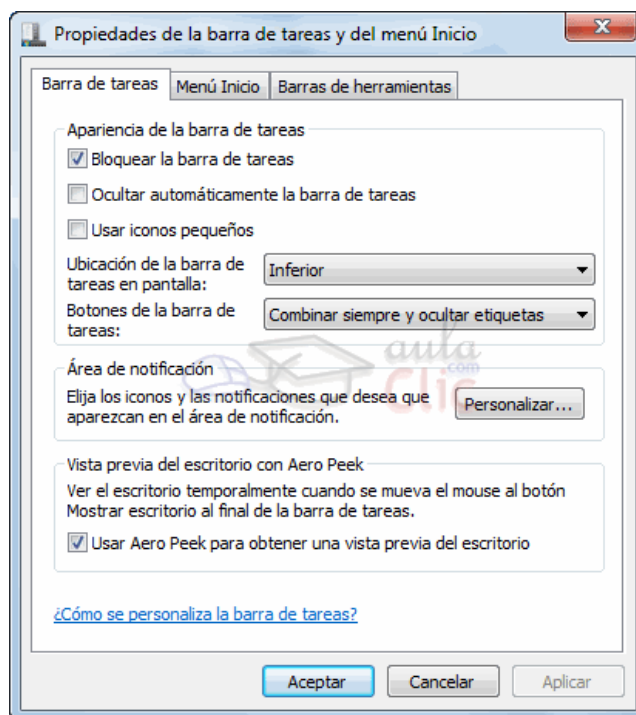 Propiedades de la barra de tareas y del menú Inicio
Barra de tareas Menú Inicio Barras de herramientas
Apariencia de la barra de tareas
Bloquear la barra de tareas
Ocultar automáticamente la barra de tareas
Usar iconos pequeños
Ubicación de la barra de
tareas en pantalla:
Inferior
Botones de la barra de
tareas:
Combinar siempre y ocultar etiquetas
aula
.com
Clic
Área de notificación
Elija los iconos y las notificaciones que desea que
aparezcan en el área de notificación.
Personalizar...
Vista previa del escritorio con Aero Peek
Ver el escritorio temporalmente cuando se mueva el mouse al botón
Mostrar escritorio al final de la barra de tareas.
Usar Aero Peek para obtener una vista previa del escritorio
¿Cómo se personaliza la barra de tareas?
Aceptar Cancelar Aplicar